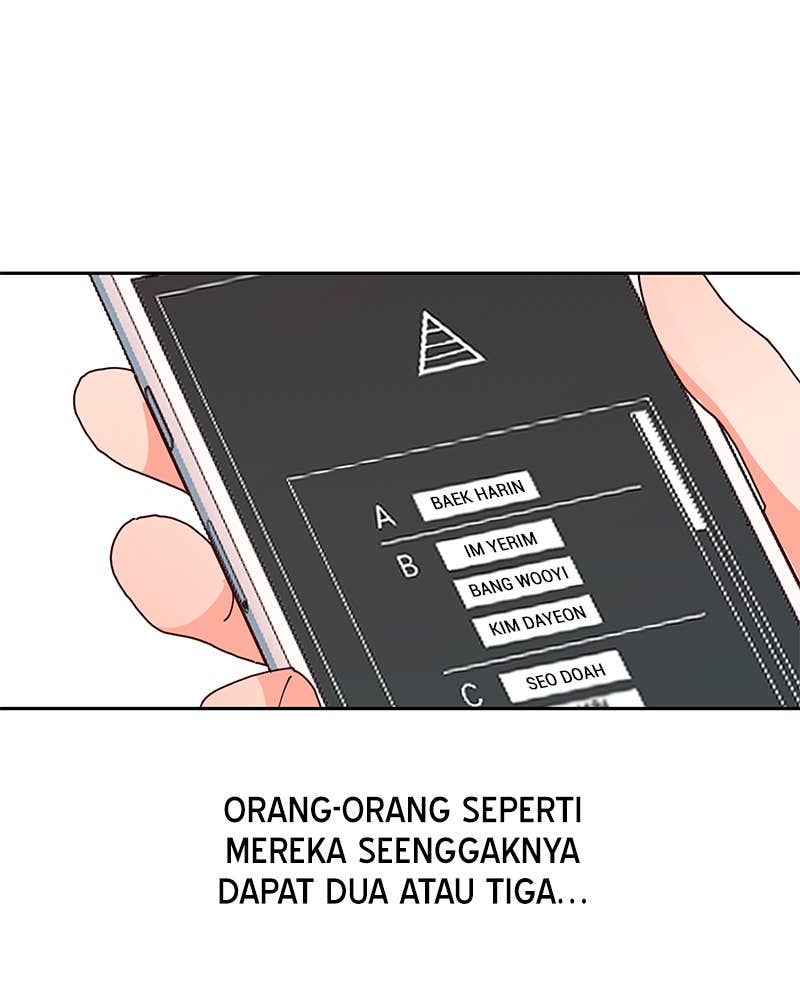 A BAEK HARIN
B IM YERIM
BANG WOOYI
KIM DAYEON
C SEO DOAH
ORANG-ORANG SEPERTI
MEREKA SEENGGAKNYA
DAPAT DUA ATAU TIGA...